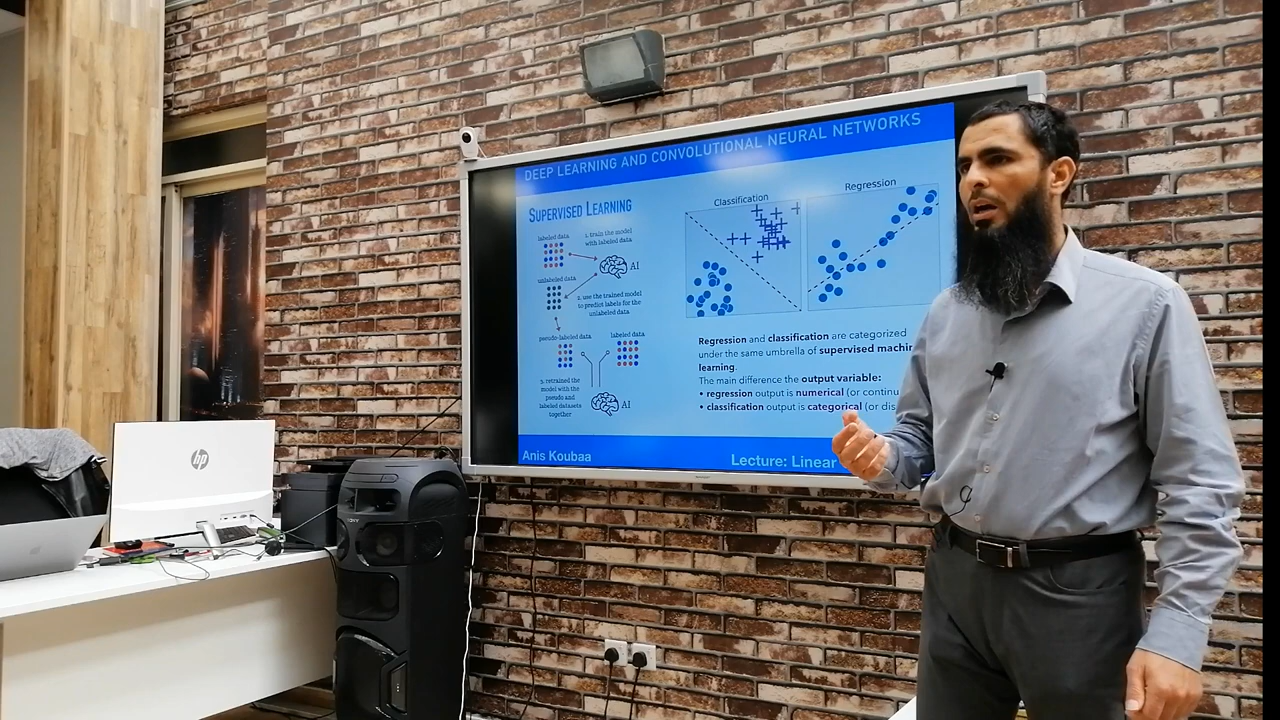 DEEP LEARNING AND CONVOLUTIONAL NEURAL NETWORKS
SUPERVISED LEARNING
labeled data
1. train the model
with labeled data
AI
unlabeled data
2. use the trained model
to predict labels for the
unlabeled data
pseudo-labeled data
labeled data
3. retrained the
model with the
pseudo and
labeled datasets
together
AI
Classification
Regression
Regression and classification are categorized
under the same umbrella of supervised machin
learning.
The main difference the output variable:
• regression output is numerical (or continu
• classification output is categorical (or dis
Anis Koubaa
Lecture: Linear
hp
SONY